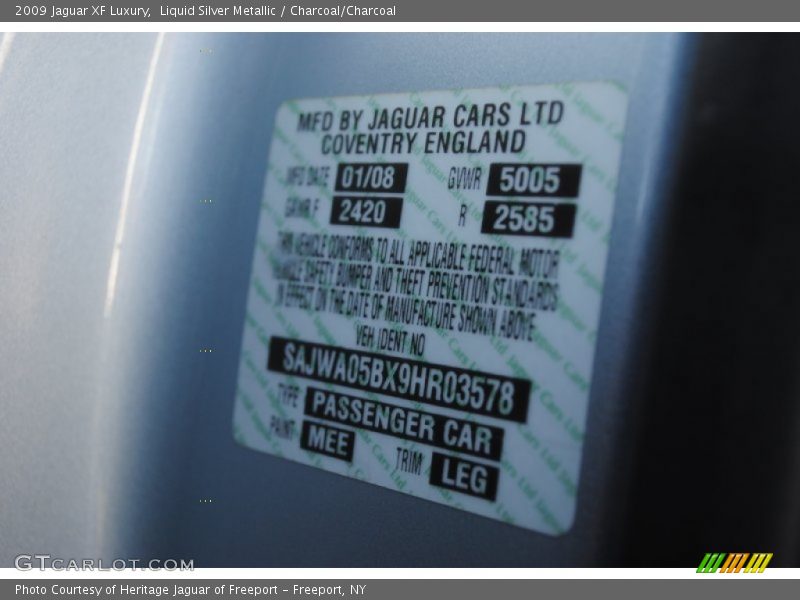 2009 Jaguar XF Luxury,  Liquid Silver Metallic / Charcoal/Charcoal
MFD BY JAGUAR CARS LTD
COVENTRY ENGLAND
MFD DATE 01/08 GVWR 5005
GAWR F 2420 R 2585
THIS VEHICLE CONFORMS TO ALL APPLICABLE FEDERAL MOTOR
VEHICLE SAFETY BUMPER AND THEFT PREVENTION STANDARDS
IN EFFECT ON THE DATE OF MANUFACTURE SHOWN ABOVE
VEH IDENT NO
SAJWA05BX9HR03578
TYPE PASSENGER CAR
PAINT MEE TRIM LEG
GTCARLOT.COM
Photo Courtesy of Heritage Jaguar of Freeport – Freeport, NY